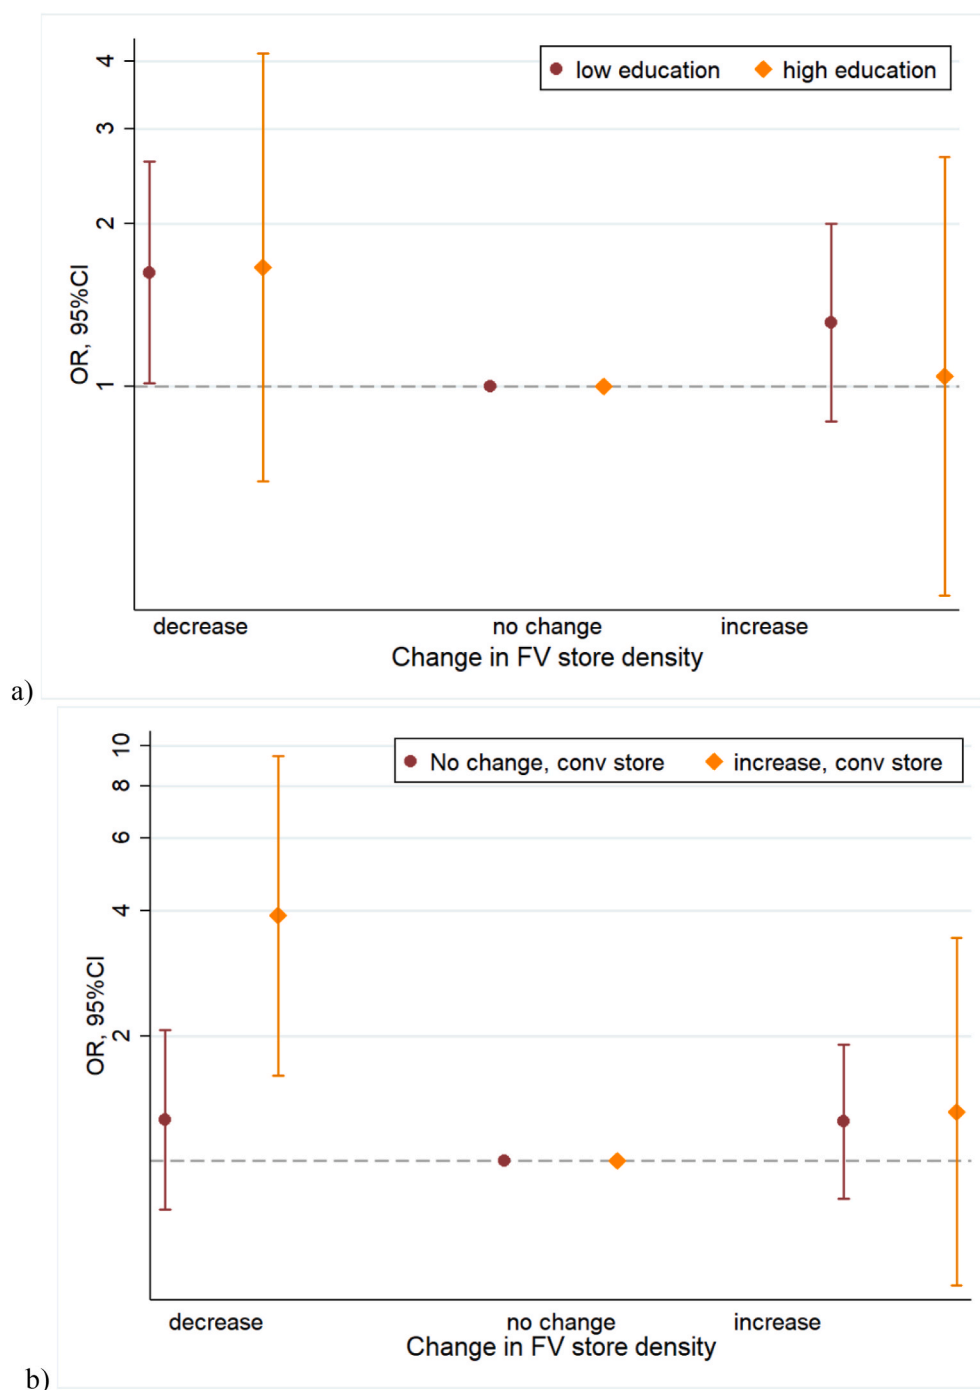 low education high education
4
3
2
1
OR, 95%CI
decrease no change increase
Change in FV store density
a)
No change, conv store increase, conv store
10
8
6
4
2
OR, 95%CI
decrease no change increase
Change in FV store density
b)